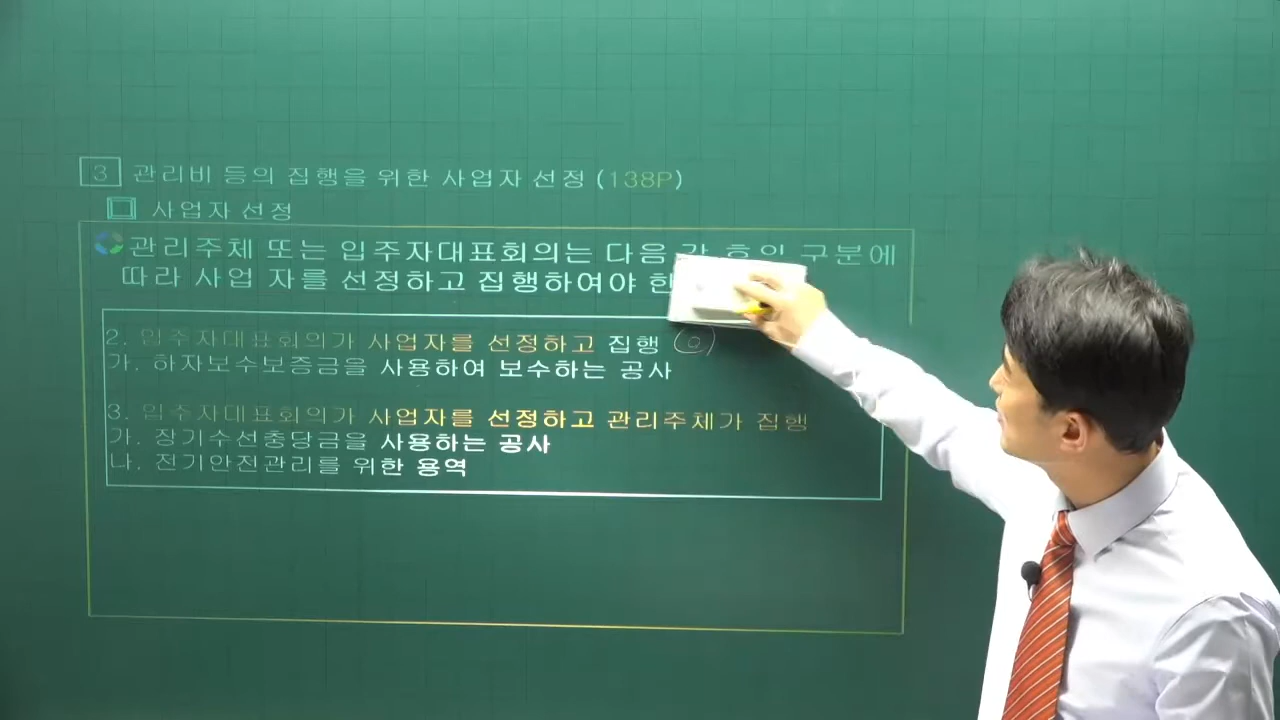 3 관리비 등의 집행을 위한 사업자 선정 (138P)
사업자 선정
관리주체 또는 입주자대표회의는 다음 각 호의 구분에
따라 사업 자를 선정하고 집행하여야 한
2. 입주자대표회의가 사업자를 선정하고 집행
가. 하자보수보증금을 사용하여 보수하는 공사
3. 입주자대표회의가 사업자를 선정하고 관리주체가 집행
가. 장기수선충당금을 사용하는 공사
나. 전기안전관리를 위한 용역